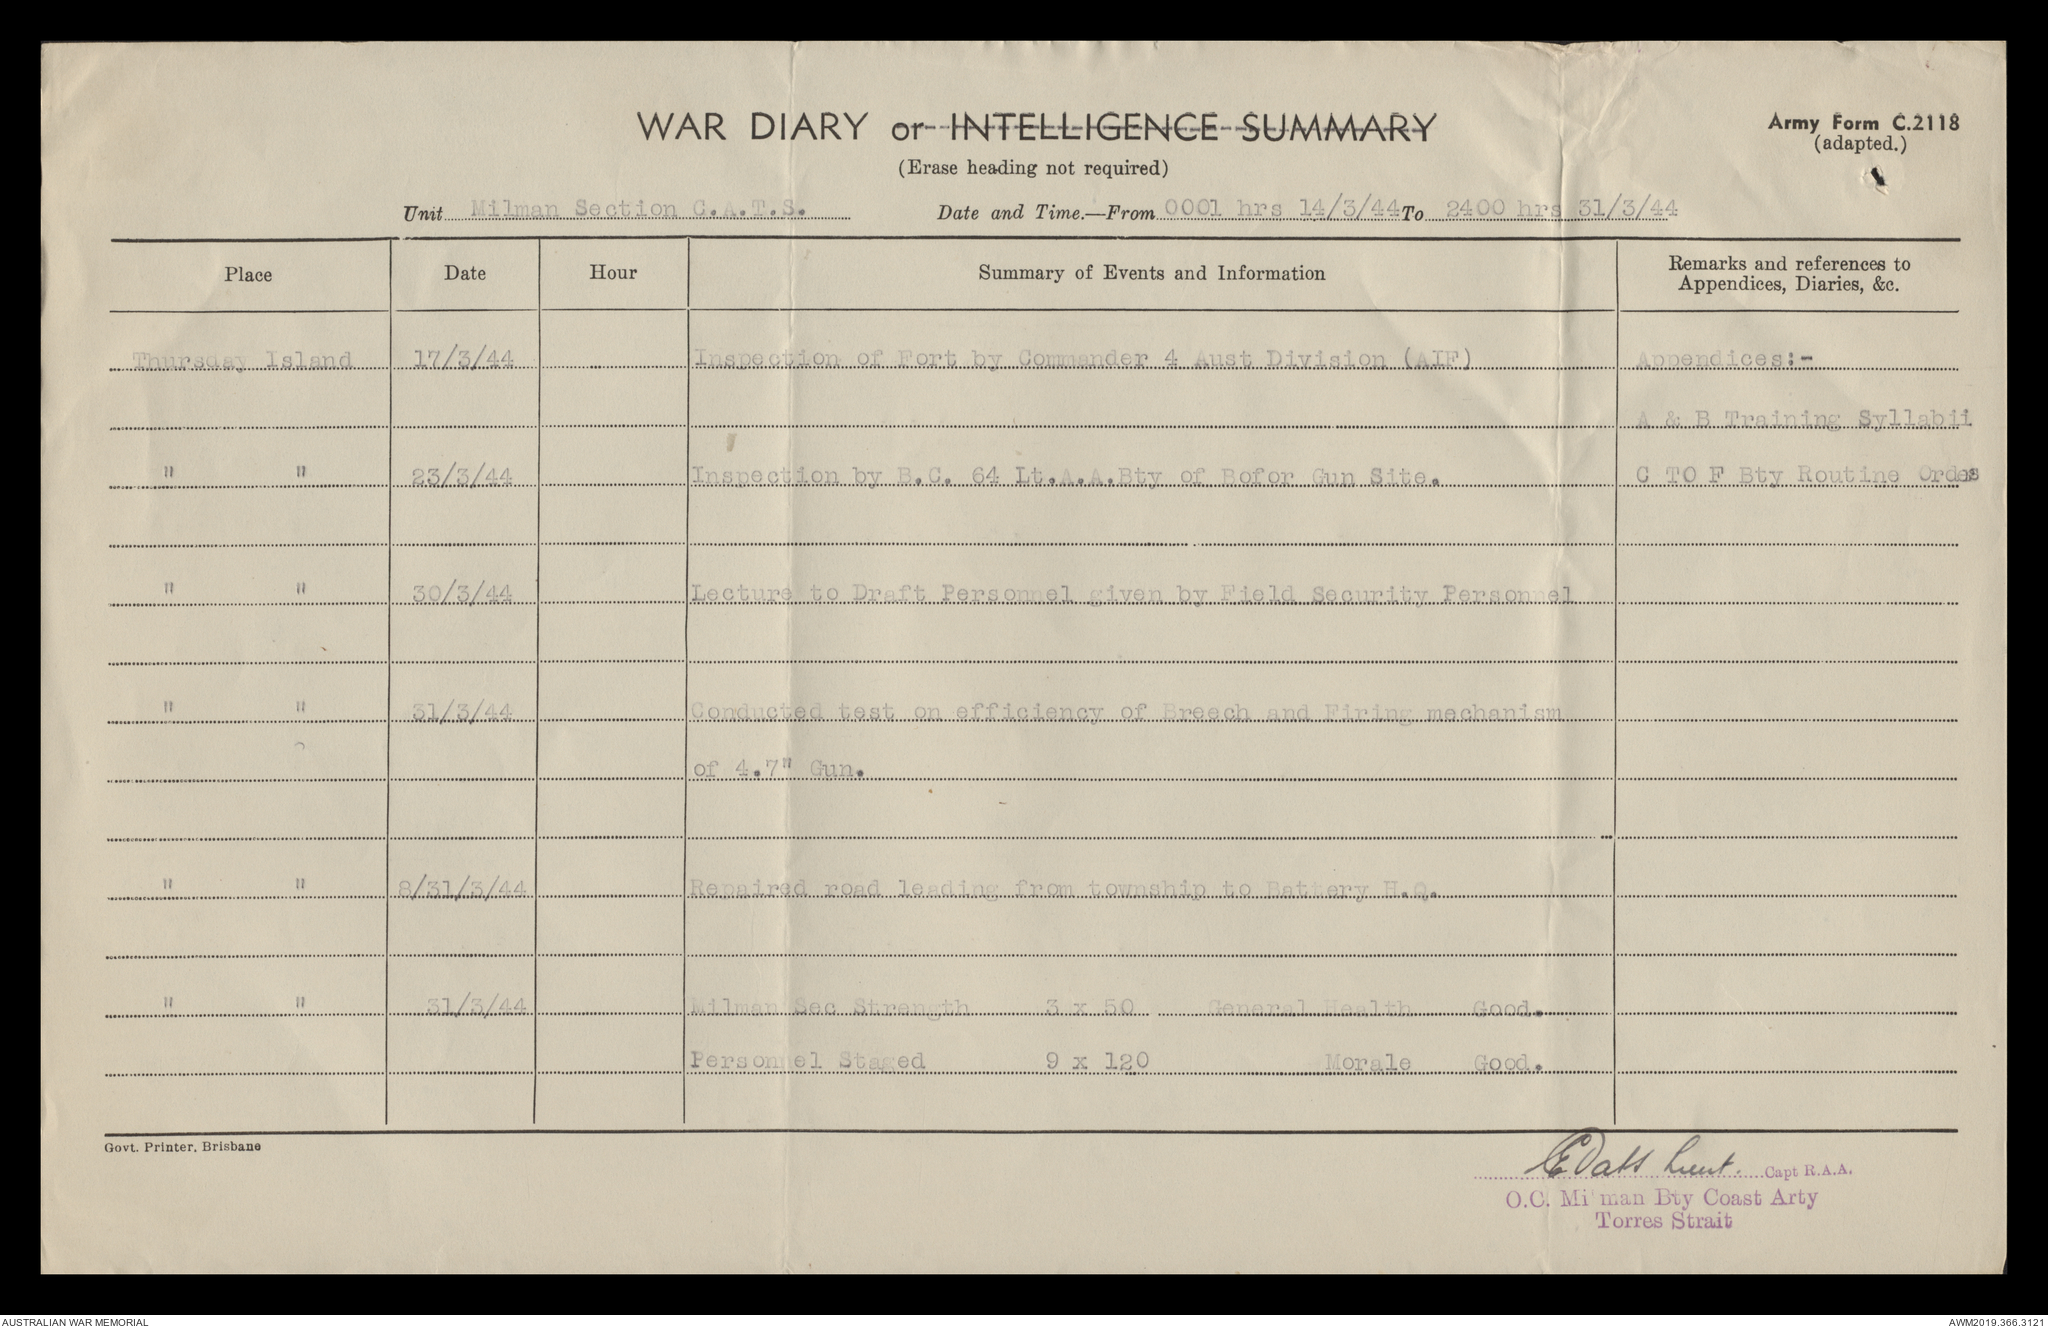 WAR DIARY or INTELLIGENCE SUMMARY
(Erase heading not required)
Army Form C.2118
(adapted.)
Unit Milman Section C.A.T.S. Date and Time.—From 0001 hrs 14/3/44 To 2400 hrs 31/3/44
Place Date Hour Summary of Events and Information Remarks and references to
Appendices, Diaries, &c.
Thursday Island 17/3/44 Inspection of Fort by Commander 4 Aust Division (AIF) Appendices:-
A & B Training Syllabii
" " 23/3/44 Inspection by B.C. 64 Lt.A.A.Bty of Bofor Gun Site. C TO F Bty Routine Ordes
" " 30/3/44 Lecture to Draft Personnel given by Field Security Personnel
" " 31/3/44 Conducted test on efficiency of Breech and Firing mechanism
of 4.7" Gun.
" " 8/31/3/44 Repaired road leading from township to Battery H.Q.
" " 31/3/44 Milman Sec Strength 3 x 50 General Health Good.
Personnel Staged 9 x 120 Morale Good.
Govt. Printer, Brisbane
Lieut. Capt R.A.A.
O.C. Milman Bty Coast Arty
Torres Strait
AUSTRALIAN WAR MEMORIAL
AWM2019.366.3121